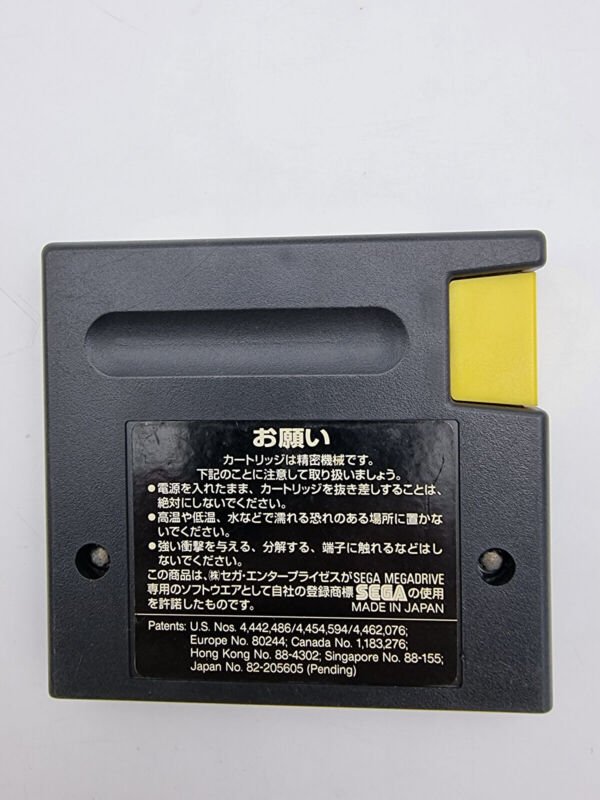 お願い
カートリッジは精密機械です。
下記のことに注意して取り扱いましょう。
●電源を入れたまま、カートリッジを抜き差しすることは、
絶対にしないでください。
●高温や低温、水などで濡れる恐れのある場所に置かな
いでください。
●強い衝撃を与える、分解する、端子に触れるなどはし
ないでください。
この商品は、㈱セガ・エンタープライゼスがSEGA MEGADRIVE
専用のソフトウエアとして自社の登録商標 SEGA の使用
を許諾したものです。
MADE IN JAPAN
Patents: U.S. Nos. 4,442,486/4,454,594/4,462,076;
Europe No. 80244; Canada No. 1,183,276;
Hong Kong No. 88-4302; Singapore No. 88-155;
Japan No. 82-205605 (Pending)